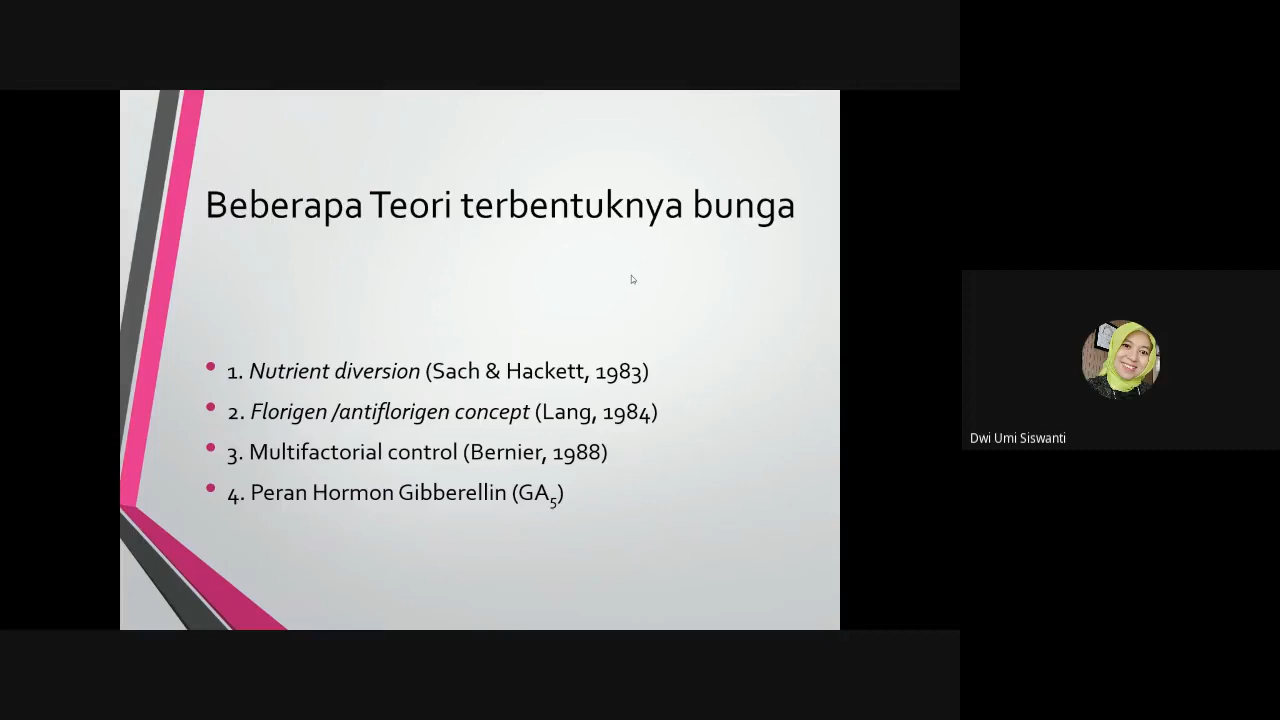 Beberapa Teori terbentuknya bunga
1. Nutrient diversion (Sach & Hackett, 1983)
2. Florigen /antiflorigen concept (Lang, 1984)
3. Multifactorial control (Bernier, 1988)
4. Peran Hormon Gibberellin (GA₅)
Dwi Umi Siswanti